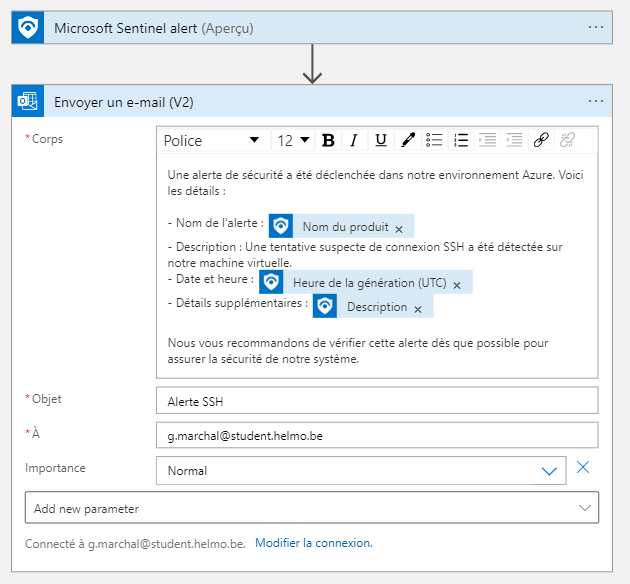 Microsoft Sentinel alert (Aperçu)
Envoyer un e-mail (V2)
* Corps
Police 12 B I U
Une alerte de sécurité a été déclenchée dans notre environnement Azure. Voici
les détails :
- Nom de l'alerte : Nom du produit ×
- Description : Une tentative suspecte de connexion SSH a été détectée sur
notre machine virtuelle.
- Date et heure : Heure de la génération (UTC) ×
- Détails supplémentaires : Description ×
Nous vous recommandons de vérifier cette alerte dès que possible pour
assurer la sécurité de notre système.
* Objet Alerte SSH
* À g.marchal@student.helmo.be
Importance Normal
Add new parameter
Connecté à g.marchal@student.helmo.be. Modifier la connexion.